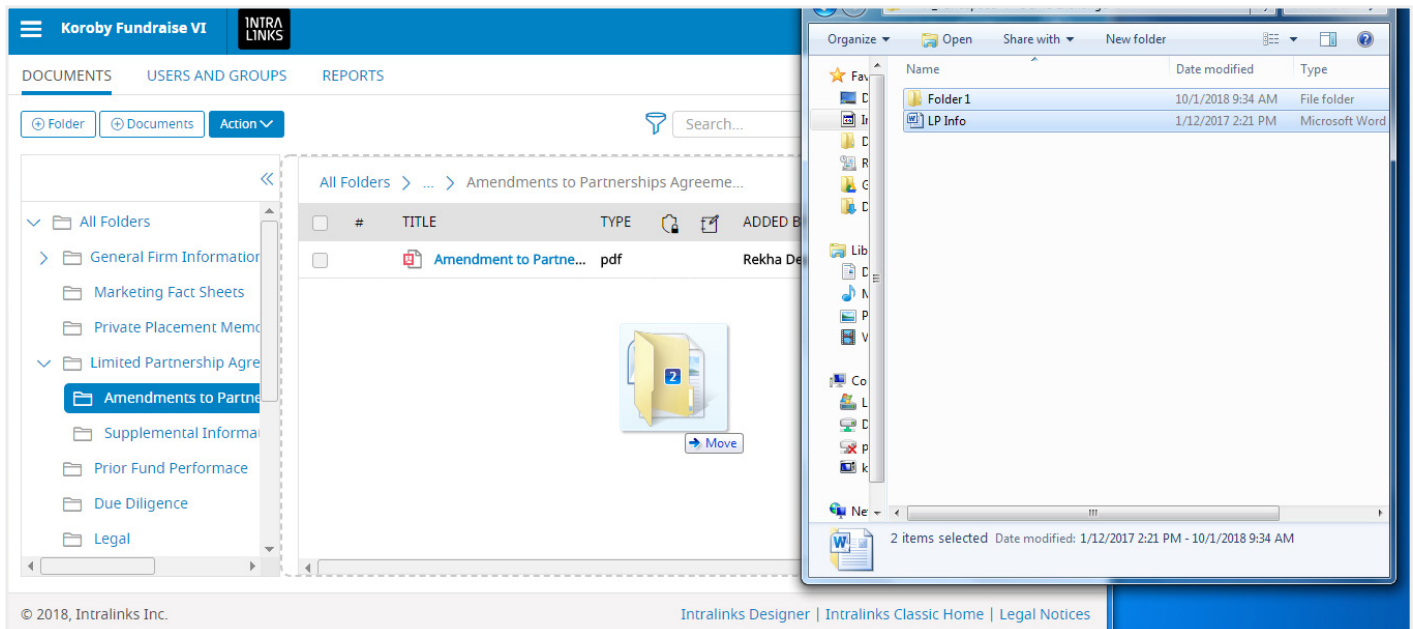 Koroby Fundraise VI
INTRA
LINKS
DOCUMENTS USERS AND GROUPS REPORTS
Folder Documents Action
Search...
All Folders > ... > Amendments to Partnerships Agreeme...
# TITLE TYPE ADDED B
Amendment to Partne... pdf Rekha De
All Folders
General Firm Information
Marketing Fact Sheets
Private Placement Memo
Limited Partnership Agre
Amendments to Partne
Supplemental Informa
Prior Fund Performace
Due Diligence
Legal
2
Move
Organize Open Share with New folder
Name Date modified Type
Folder 1 10/1/2018 9:34 AM File folder
LP Info 1/12/2017 2:21 PM Microsoft Word
Fav
D
D
R
G
D
Lib
D
M
P
V
Co
L
D
p
k
Ne
2 items selected Date modified: 1/12/2017 2:21 PM - 10/1/2018 9:34 AM
© 2018, Intralinks Inc.
Intralinks Designer | Intralinks Classic Home | Legal Notices